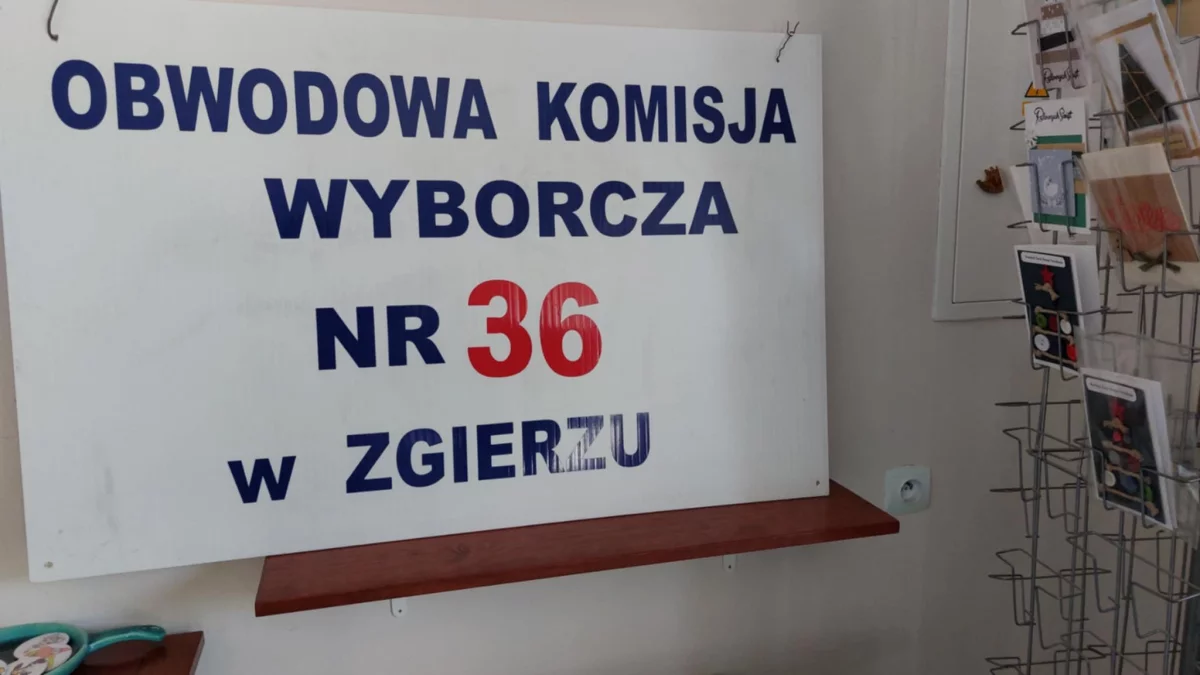 OBWODOWA KOMISJA
WYBORCZA
NR 36
w ZGIERZU